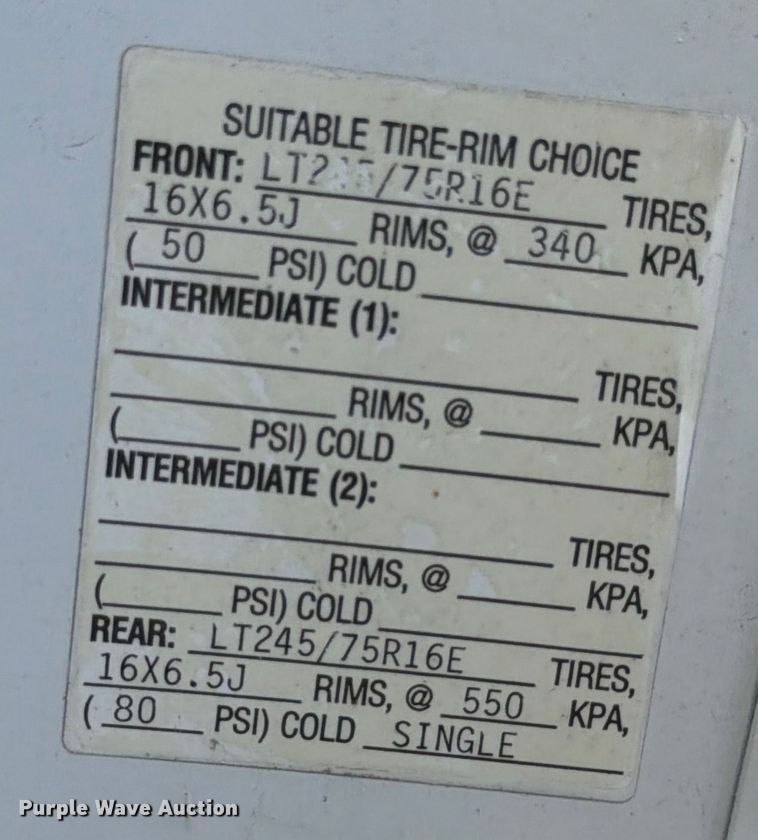 SUITABLE TIRE-RIM CHOICE
FRONT: /75R16E TIRES,
16X6.5J RIMS, @ 340 KPA,
( 50 PSI) COLD
INTERMEDIATE (1):
TIRES,
RIMS, @ KPA,
( PSI) COLD
INTERMEDIATE (2):
TIRES,
RIMS, @ KPA,
( PSI) COLD
REAR: LT245/75R16E TIRES,
16X6.5J RIMS, @ 550 KPA,
( 80 PSI) COLD SINGLE
Purple Wave Auction